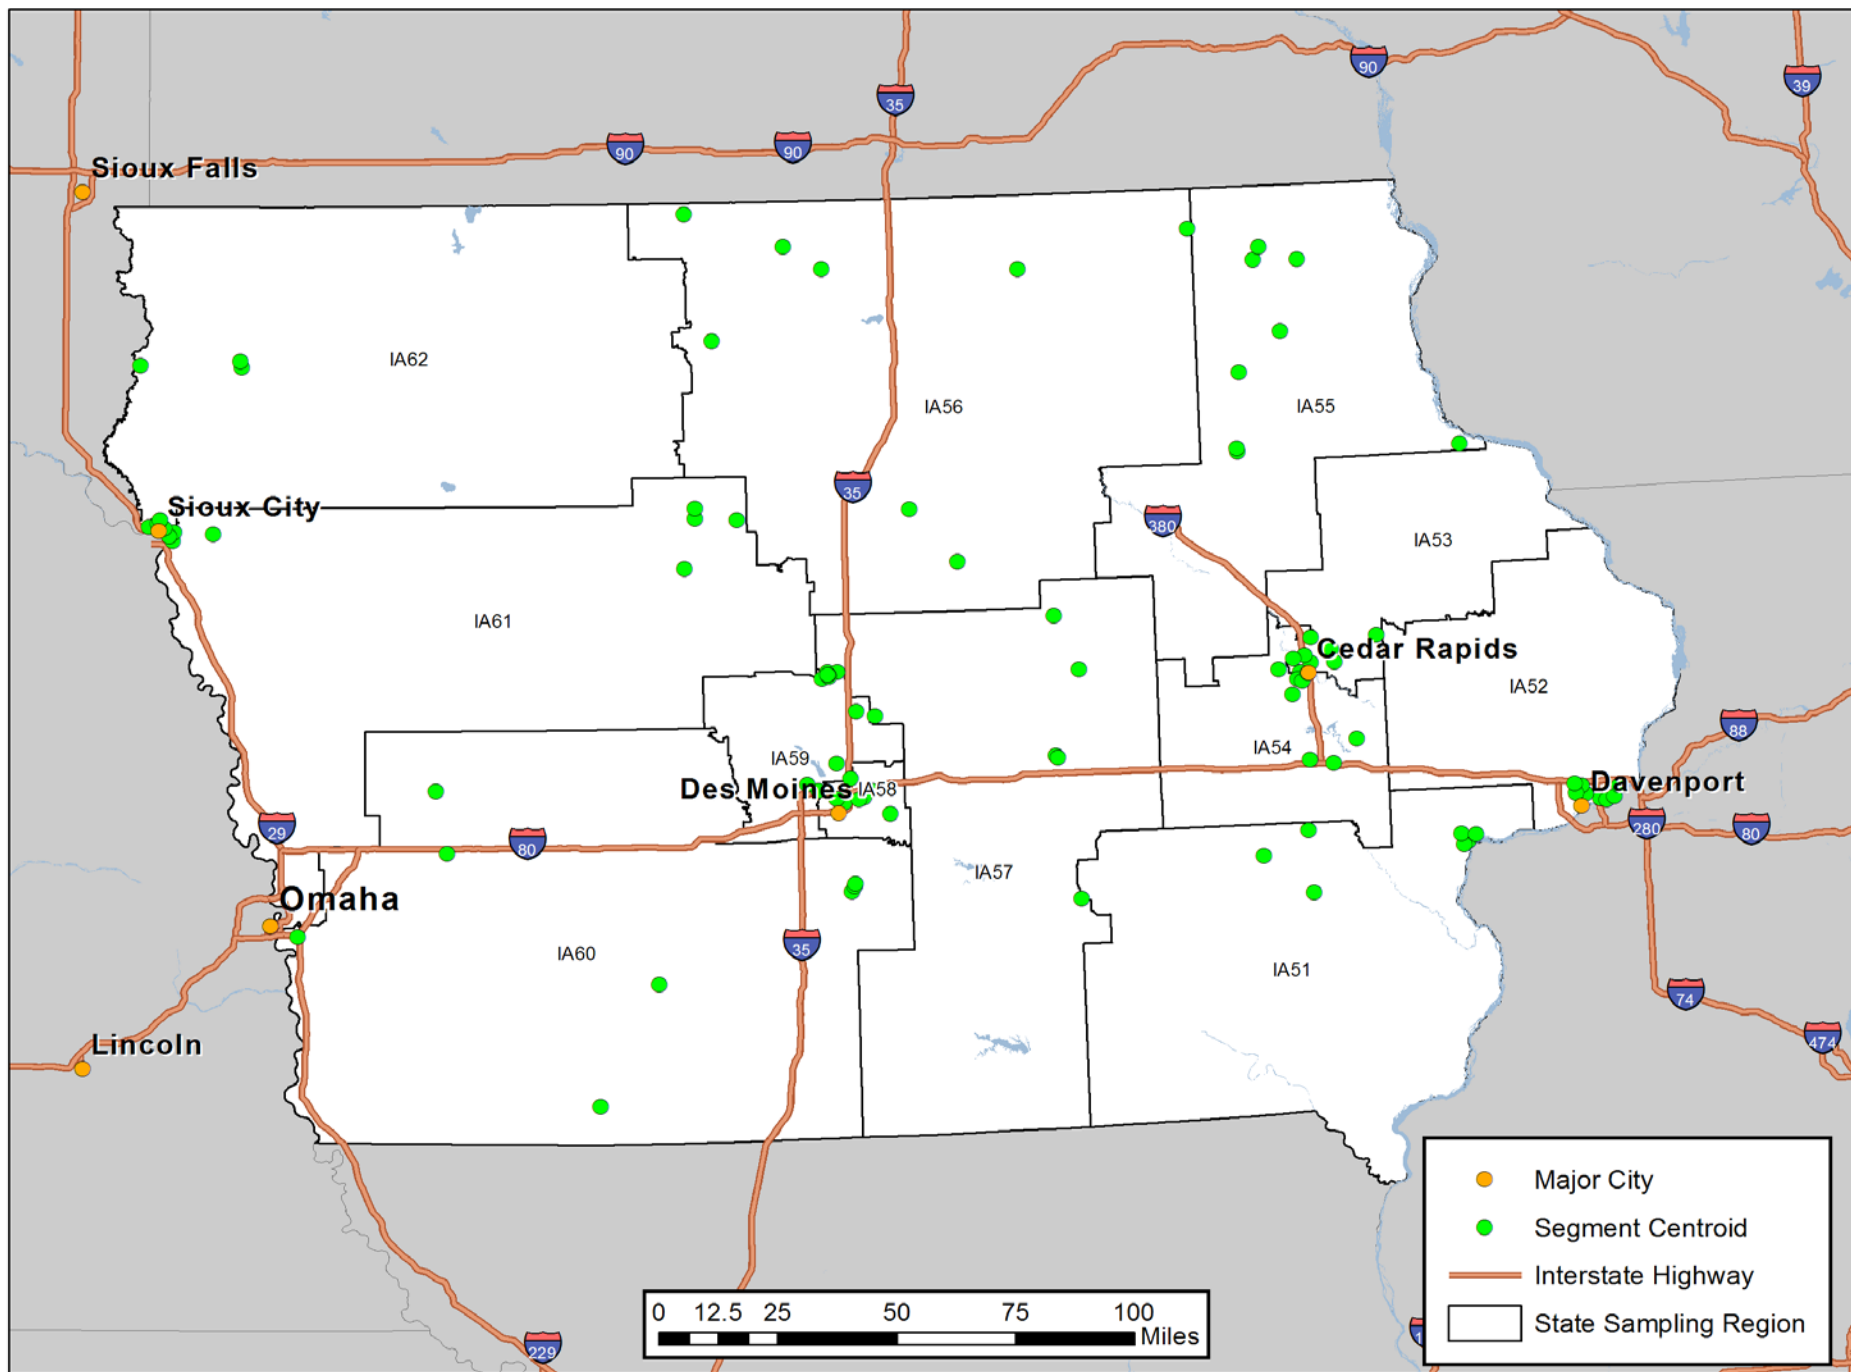 90
39
35
90
90
Sioux Falls
IA62
IA56
IA55
35
Sioux City
380
IA53
IA61
Cedar Rapids
IA52
88
IA54
IA59
Davenport
Des Moines
IA58
29
80
280
80
IA57
Omaha
35
IA60
IA51
74
Lincoln
474
Major City
Segment Centroid
Interstate Highway
State Sampling Region
0 12.5 25 50 75 100
Miles
229